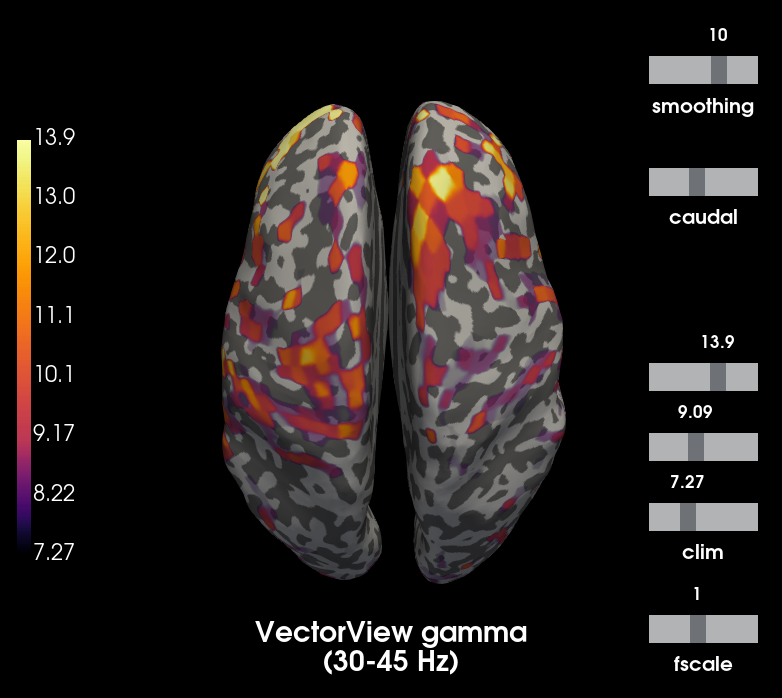 13.9
13.0
12.0
11.1
10.1
9.17
8.22
7.27
10
smoothing
caudal
13.9
9.09
7.27
clim
1
fscale
VectorView gamma
(30-45 Hz)